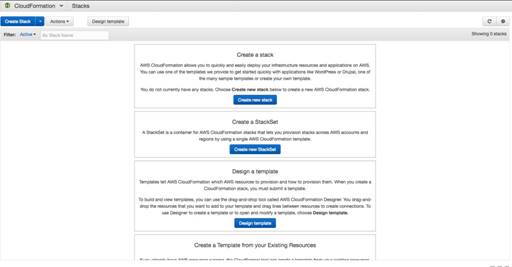 CloudFormation Stacks
Create Stack Actions Design template
Filter: Active By Stack Name Showing 0 stacks
Create a stack
AWS CloudFormation allows you to quickly and easily deploy your infrastructure resources and applications on AWS.
You can use one of the templates we provide to get started quickly with applications like WordPress or Drupal, one of
the many sample templates or create your own template.
You do not currently have any stacks. Choose Create new stack below to create a new AWS CloudFormation stack.
Create new stack
Create a StackSet
A StackSet is a container for AWS CloudFormation stacks that lets you provision stacks across AWS accounts and
regions by using a single AWS CloudFormation template.
Create new StackSet
Design a template
Templates tell AWS CloudFormation which AWS resources to provision and how to provision them. When you create a
CloudFormation stack, you must submit a template.
To build and view templates, you can use the drag-and-drop tool called AWS CloudFormation Designer. You drag-and-
drop the resources that you want to add to your template and drag lines between resources to create connections. To
use Designer to create a template or to open and modify a template, choose Design template.
Design template
Create a Template from your Existing Resources